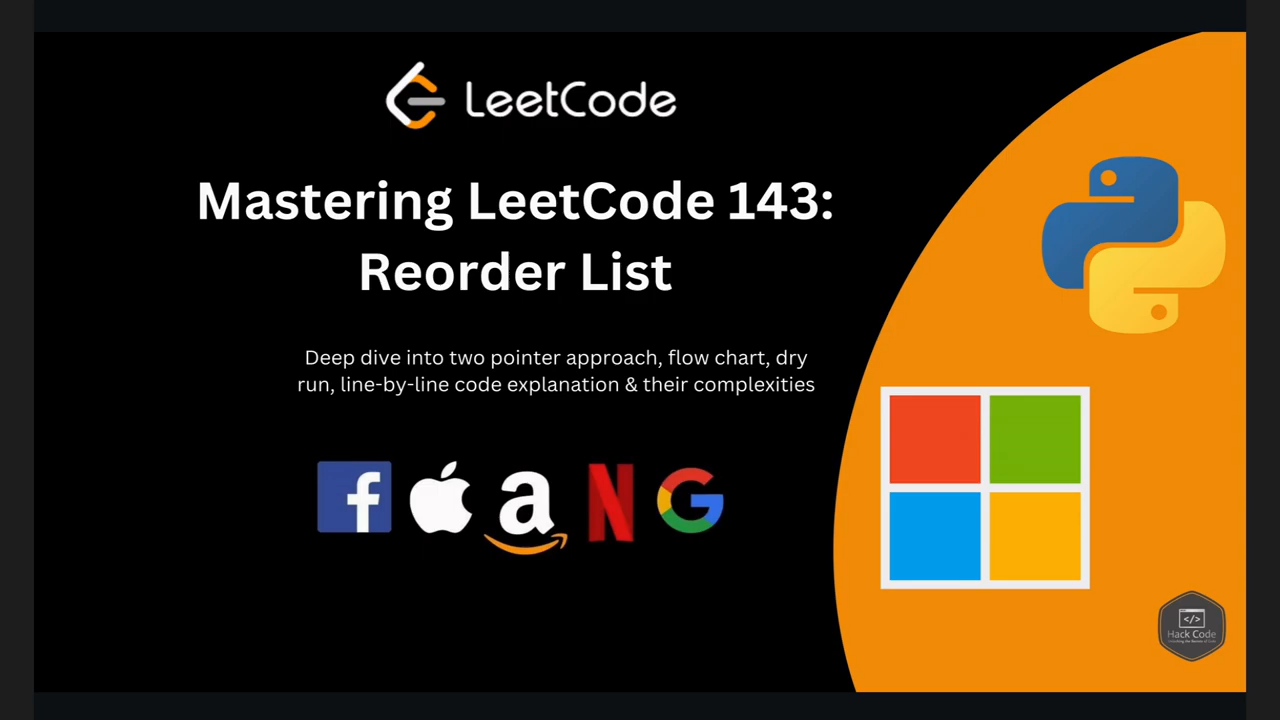 LeetCode
Mastering LeetCode 143:
Reorder List
Deep dive into two pointer approach, flow chart, dry
run, line-by-line code explanation & their complexities
f
a
N
G
</>
Hack Code